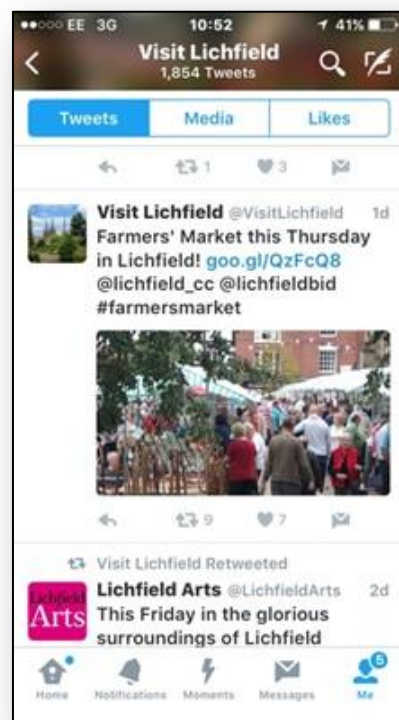 EE 3G 10:52 41%
Visit Lichfield
1,854 Tweets
Tweets Media Likes
1 3
Visit Lichfield @VisitLichfield 1d
Farmers' Market this Thursday
in Lichfield! goo.gl/QzFcQ8
@lichfield_cc @lichfieldbid
#farmersmarket
9 7
Visit Lichfield Retweeted
Lichfield Arts @LichfieldArts 2d
Lichfield
Arts
This Friday in the glorious
surroundings of Lichfield
5
Home Notifications Moments Messages Me